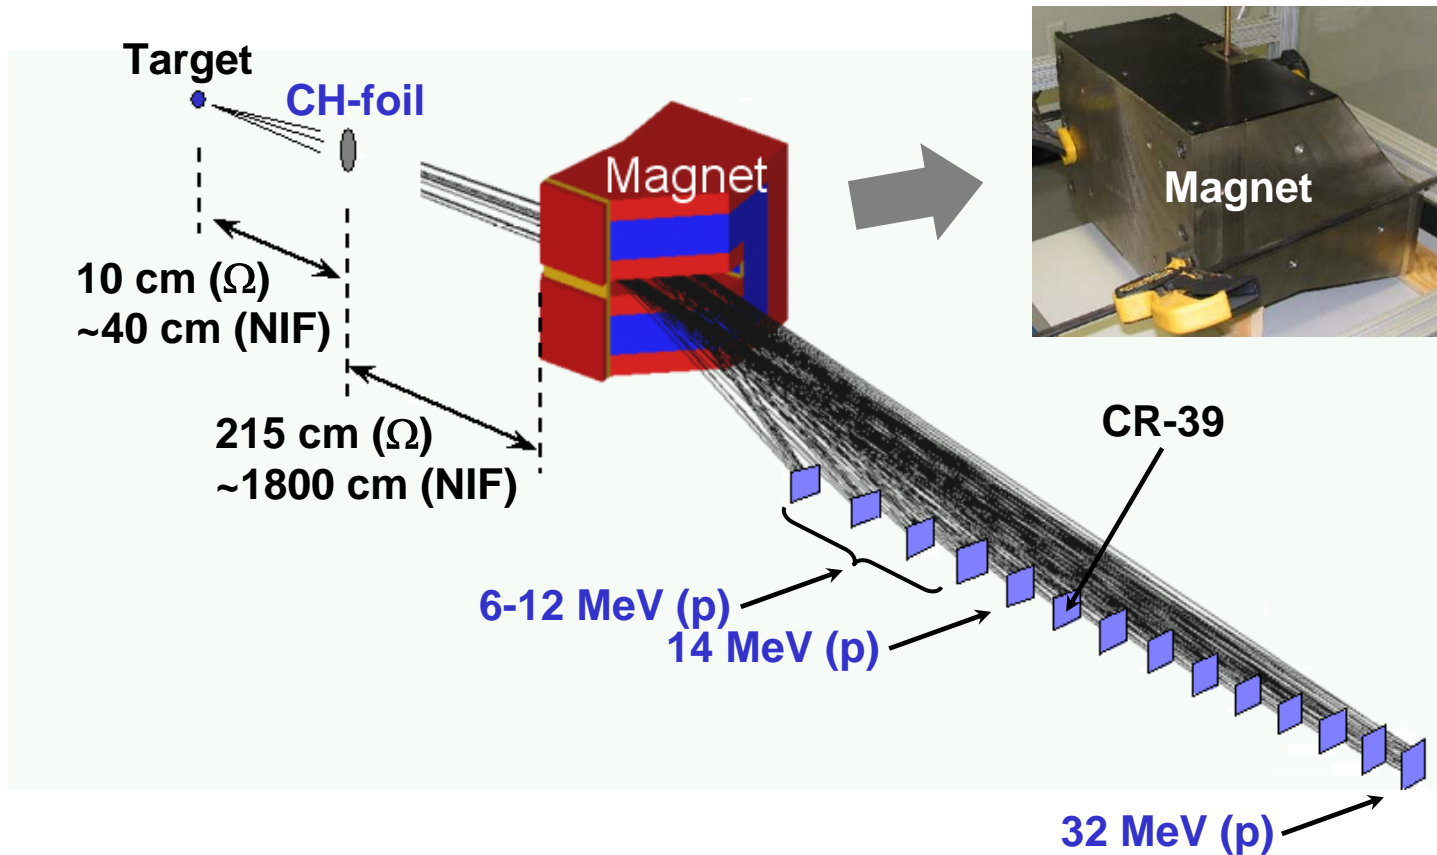 Target
CH-foil
Magnet
Magnet
10 cm (Ω)
~40 cm (NIF)
215 cm (Ω)
~1800 cm (NIF)
CR-39
6-12 MeV (p)
14 MeV (p)
32 MeV (p)